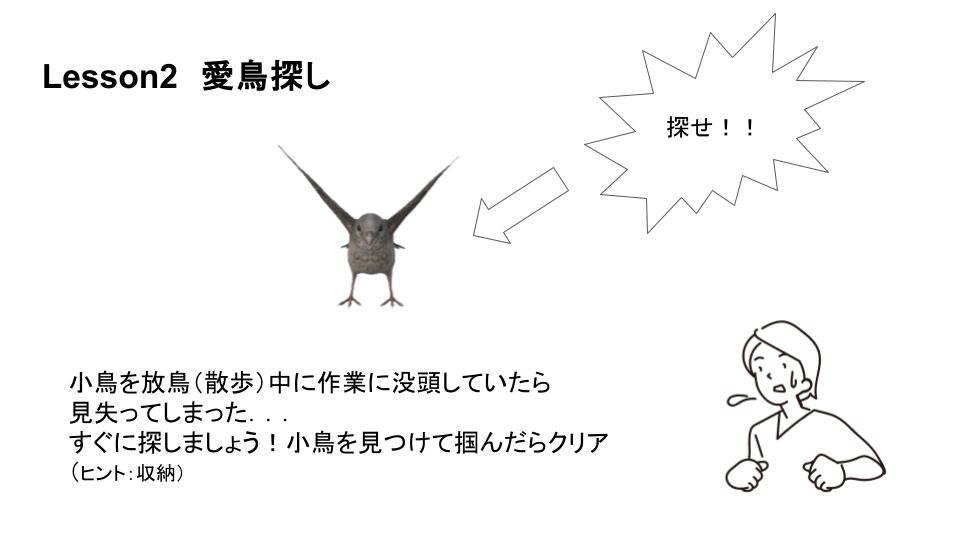 Lesson2　愛鳥探し
探せ！！
小鳥を放鳥（散歩）中に作業に没頭していたら
見失ってしまった．．．
すぐに探しましょう！小鳥を見つけて掴んだらクリア
（ヒント：収納）